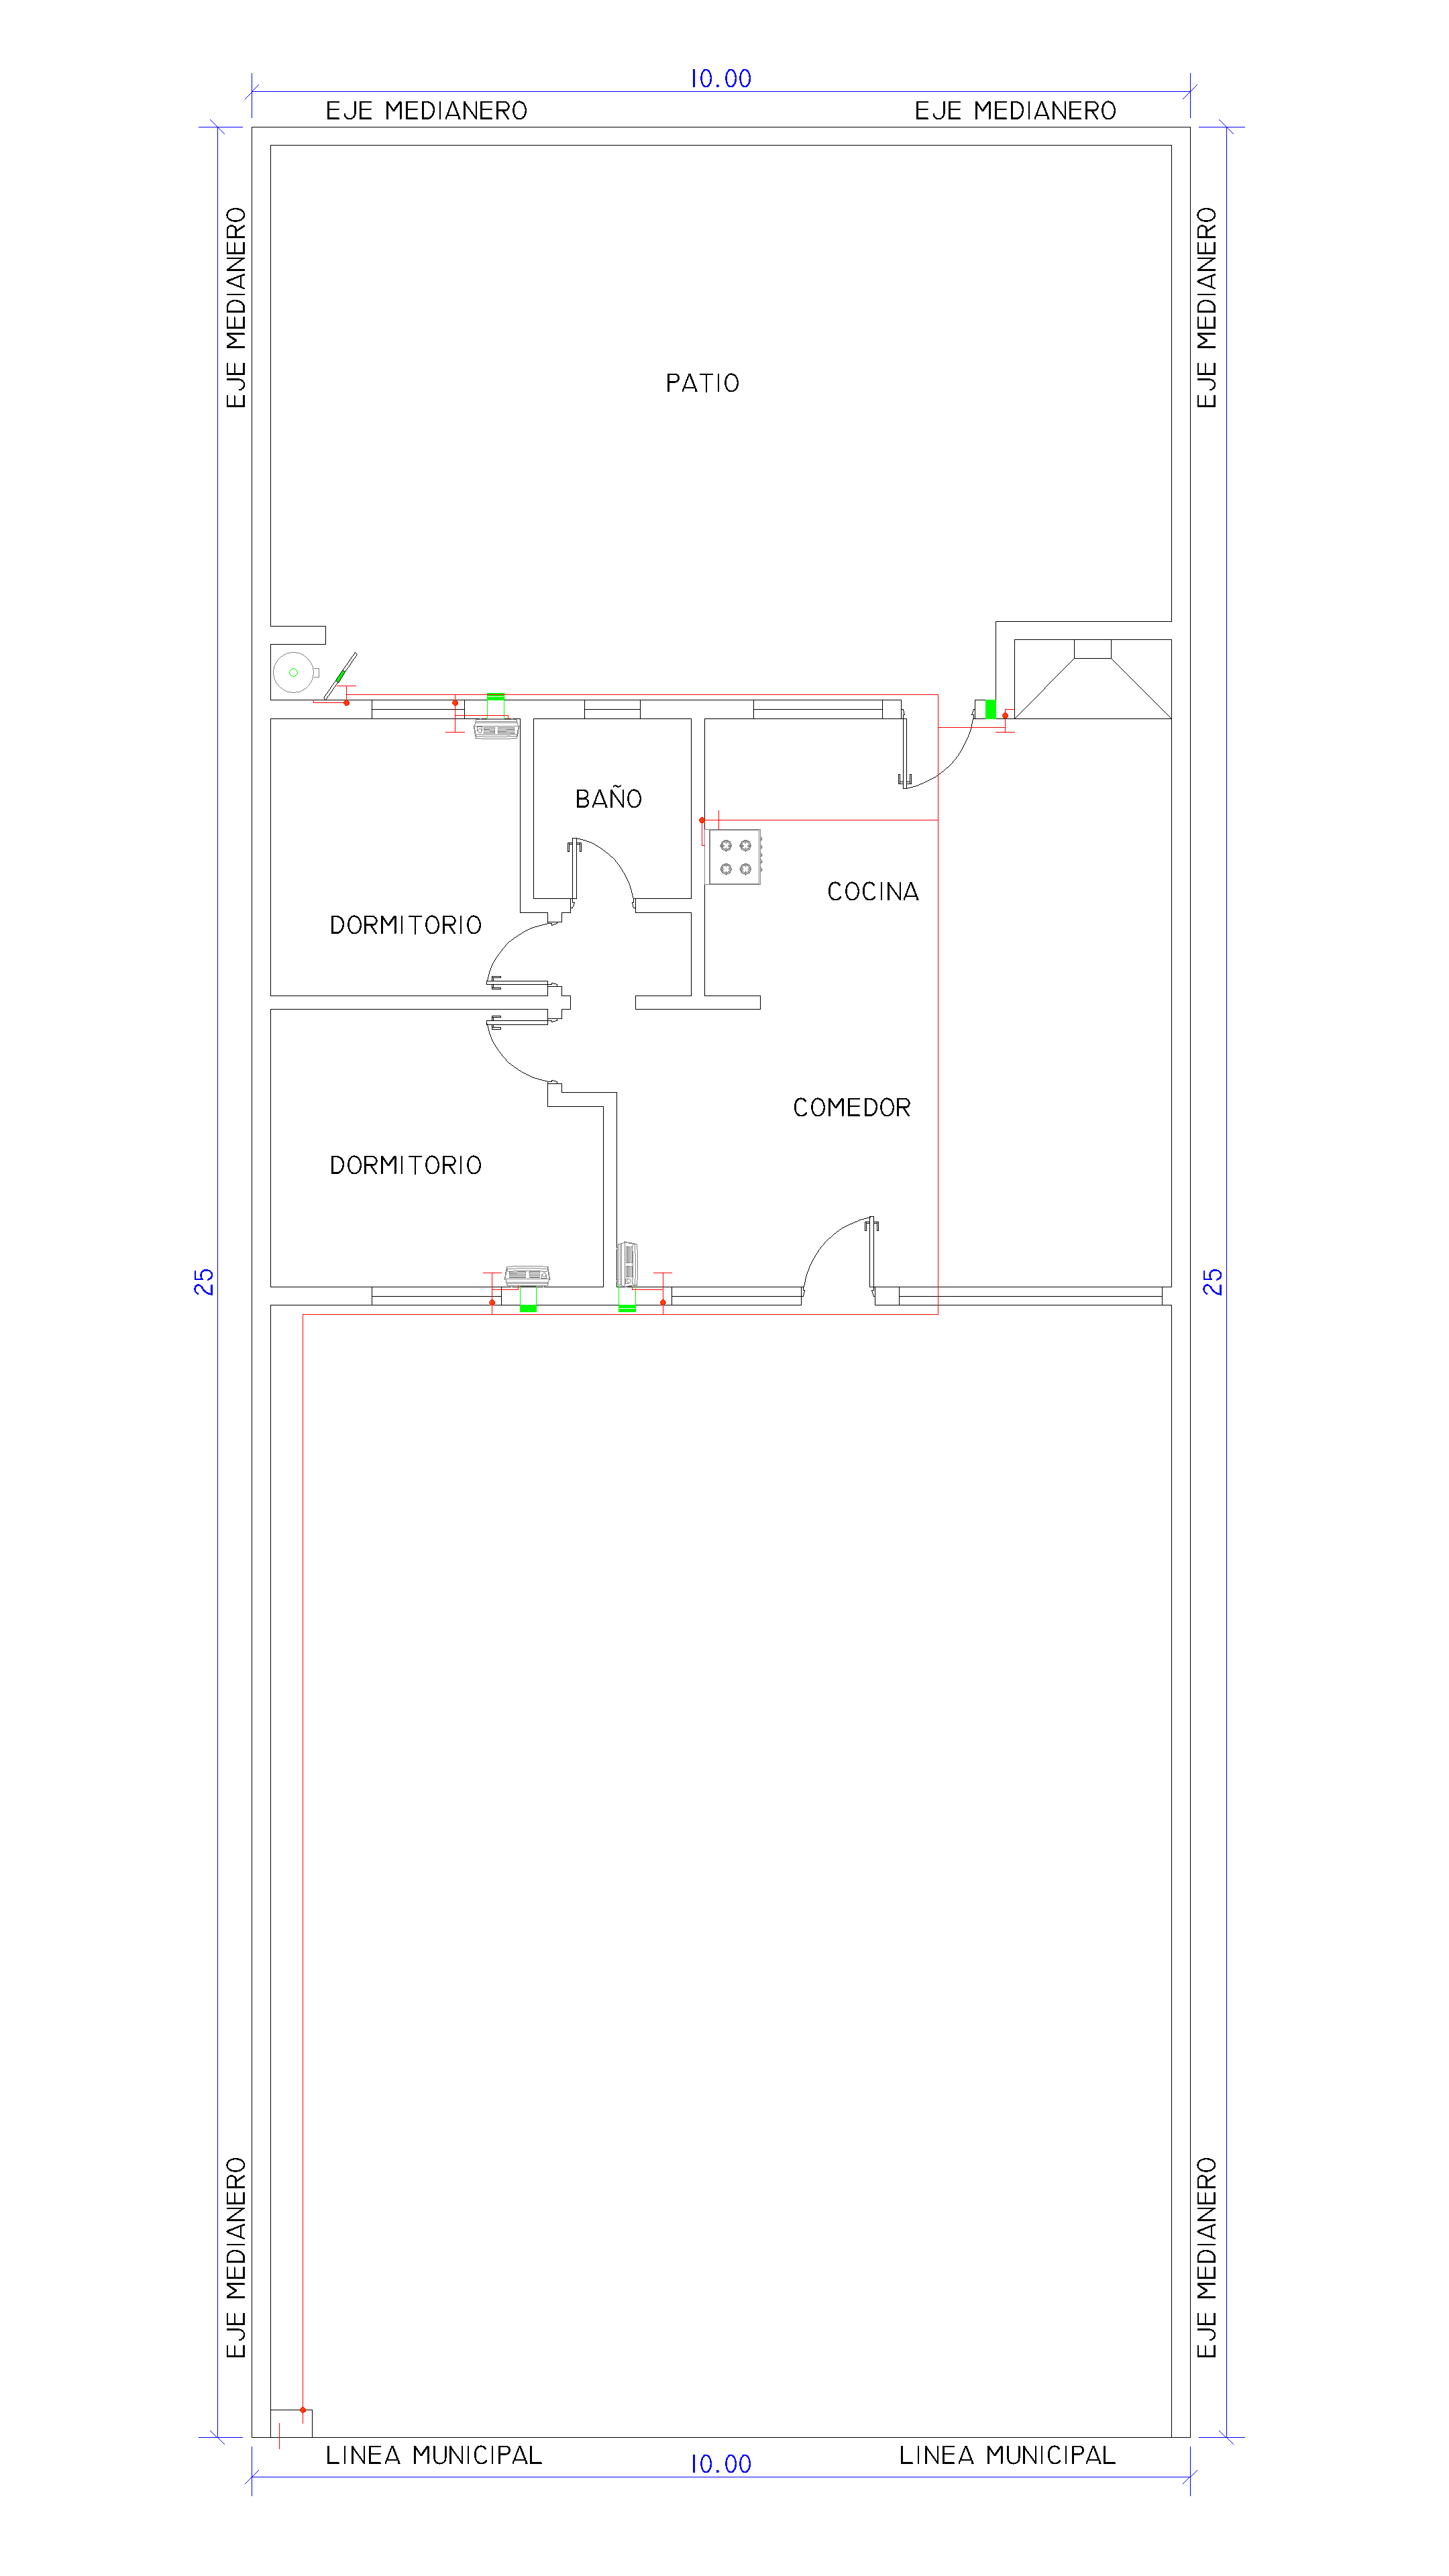 10.00
EJE MEDIANERO
EJE MEDIANERO
EJE MEDIANERO
EJE MEDIANERO
PATIO
BAÑO
COCINA
DORMITORIO
COMEDOR
DORMITORIO
25
25
EJE MEDIANERO
EJE MEDIANERO
LINEA MUNICIPAL
LINEA MUNICIPAL
10.00